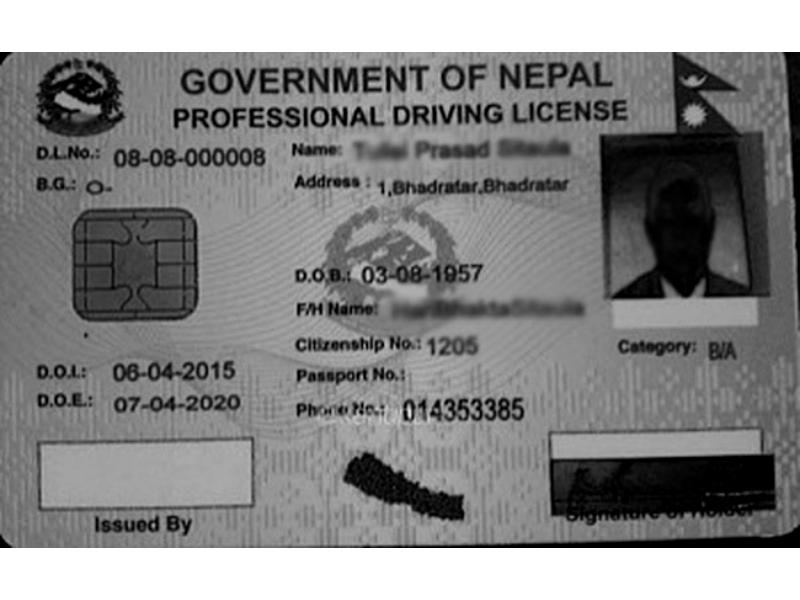 GOVERNMENT OF NEPAL
PROFESSIONAL DRIVING LICENSE
D.L.No.: 08-08-000008
Name: Prasad
B.G.: O-
Address : 1,Bhadratar,Bhadratar
D.O.B.: 03-08-1957
F/H Name:
Citizenship No.: 1205
Category: B/A
D.O.I.: 06-04-2015
Passport No.:
D.O.E.: 07-04-2020
Phone No.: 014353385
Issued By
Signature of Holder